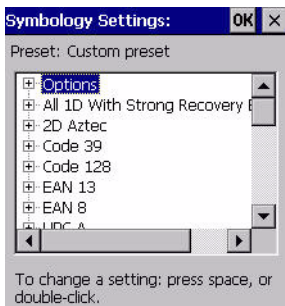 Symbology Settings: OK
Preset: Custom preset
Options
All 1D With Strong Recovery
2D Aztec
Code 39
Code 128
EAN 13
EAN 8
UPC A
To change a setting: press space, or
double-click.